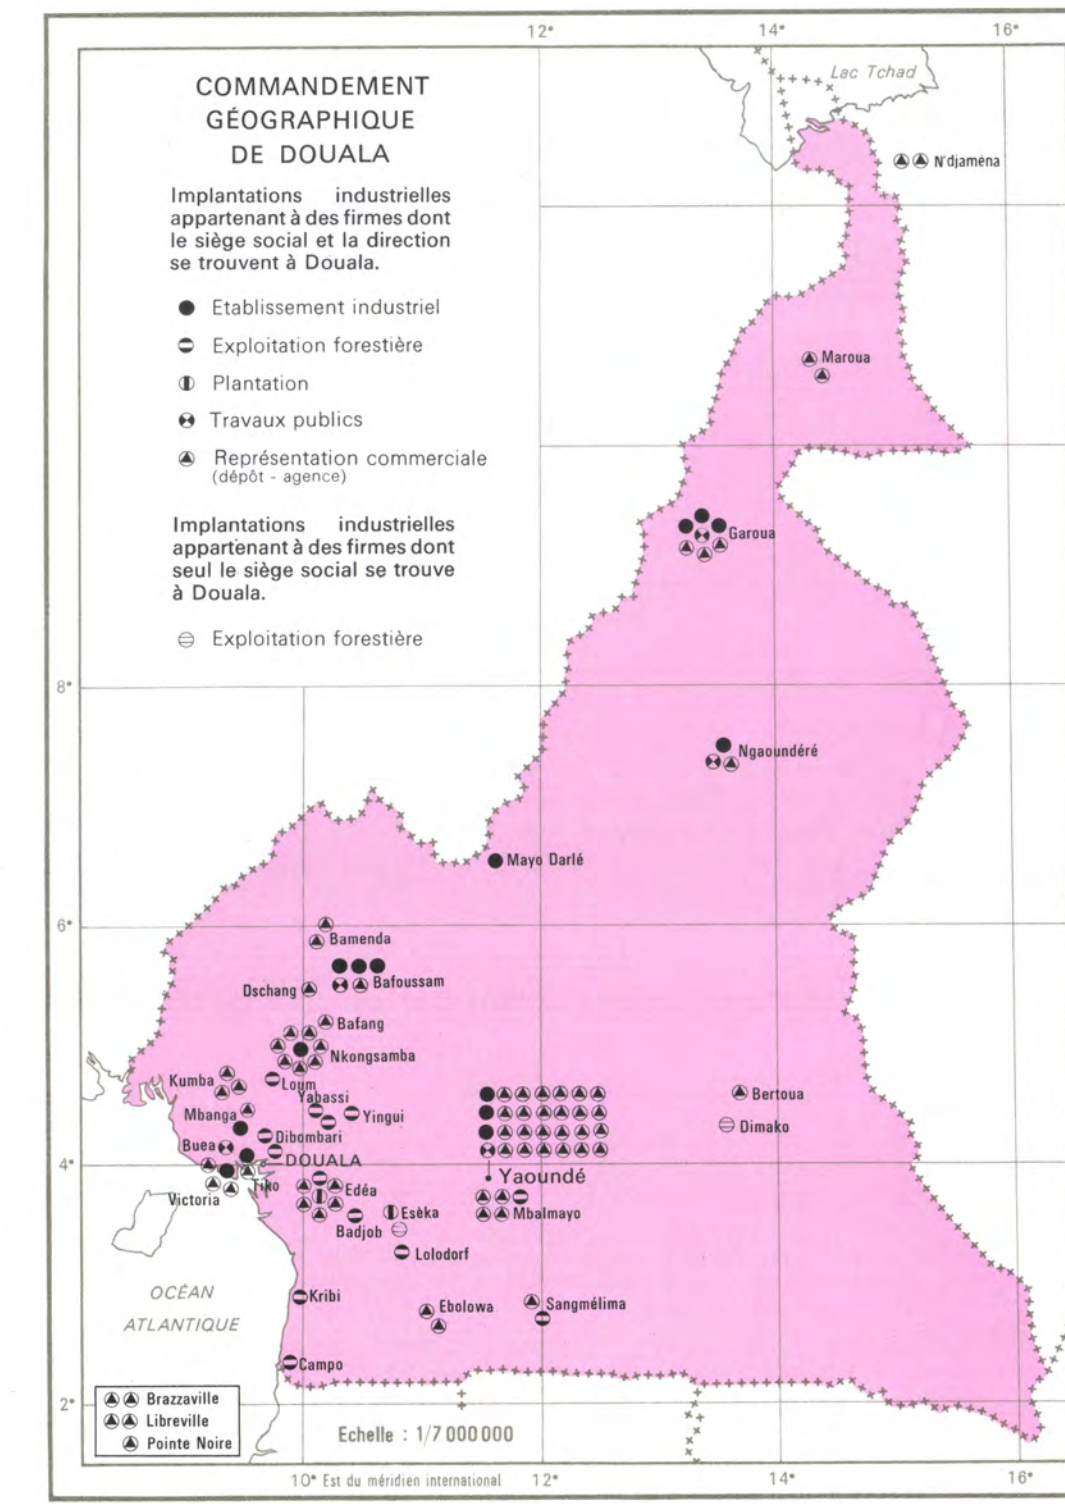 12° 14° 16°
COMMANDEMENT
GÉOGRAPHIQUE
DE DOUALA
Implantations industrielles
appartenant à des firmes dont
le siège social et la direction
se trouvent à Douala.
Etablissement industriel
Exploitation forestière
Plantation
Travaux publics
Représentation commerciale
(dépôt - agence)
Implantations industrielles
appartenant à des firmes dont
seul le siège social se trouve
à Douala.
Exploitation forestière
Lac Tchad
N'djaména
Maroua
Garoua
8°
Ngaoundéré
Mayo Darlé
6°
Bamenda
Bafoussam
Dschang
Bafang
Nkongsamba
Kumba
Loum
Yabassi
Mbanga
Yingui
Bertoua
Buea
Dibombari
Dimako
4°
DOUALA
Yaoundé
Victoria
Tiko
Edéa
Esèka
Mbalmayo
Badjob
Lolodorf
OCÉAN
ATLANTIQUE
Kribi
Ebolowa
Sangmélima
Campo
2°
Brazzaville
Libreville
Pointe Noire
Echelle : 1/7 000 000
10° Est du méridien international 12° 14° 16°